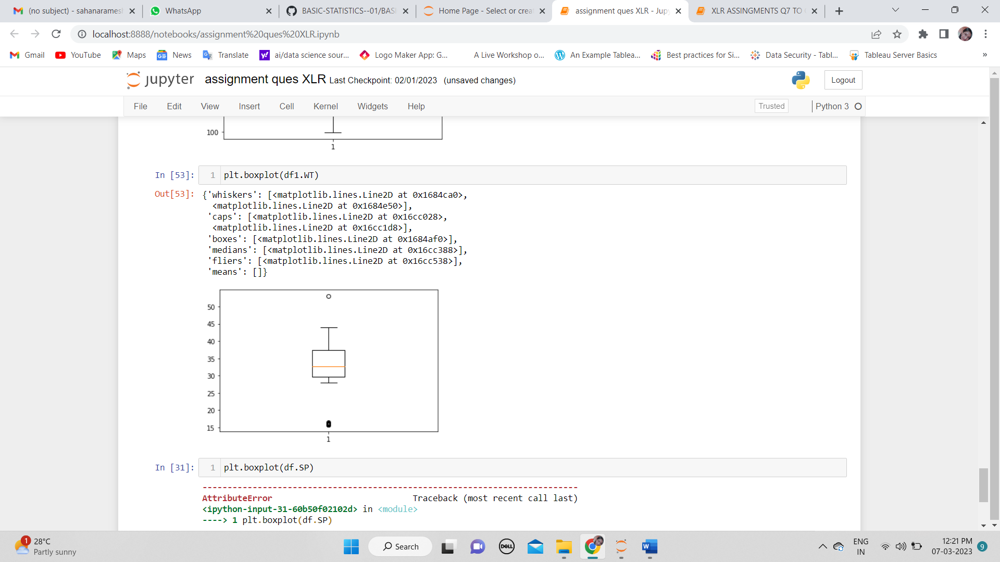 (no subject) - sahanarames
WhatsApp
BASIC-STATISTICS--01/BASI
Home Page - Select or crea
assignment ques XLR - Jupy
XLR ASSINGMENTS Q7 TO
localhost:8888/notebooks/assignment%20ques%20XLR.ipynb
Gmail
YouTube
Maps
News
Translate
ai/data science sour...
Logo Maker App: G...
A Live Workshop o...
An Example Tablea...
Best practices for Si...
Data Security - Tabl...
Tableau Server Basics
»
jupyter assignment ques XLR Last Checkpoint: 02/01/2023 (unsaved changes)
Logout
File Edit View Insert Cell Kernel Widgets Help
Trusted
Python 3
100
1
In [53]: 1 plt.boxplot(df1.WT)
Out[53]: {'whiskers': [<matplotlib.lines.Line2D at 0x1684ca0>,
<matplotlib.lines.Line2D at 0x1684e50>],
'caps': [<matplotlib.lines.Line2D at 0x16cc028>,
<matplotlib.lines.Line2D at 0x16cc1d8>],
'boxes': [<matplotlib.lines.Line2D at 0x1684af0>],
'medians': [<matplotlib.lines.Line2D at 0x16cc388>],
'fliers': [<matplotlib.lines.Line2D at 0x16cc538>],
'means': []}
50
45
40
35
30
25
20
15
1
In [31]: 1 plt.boxplot(df.SP)
---------------------------------------------------------------------------
AttributeError Traceback (most recent call last)
<ipython-input-31-60b50f02102d> in <module>
----> 1 plt.boxplot(df.SP)
1
28°C
Partly sunny
Search
DELL
W
ENG
IN
12:21 PM
07-03-2023
9